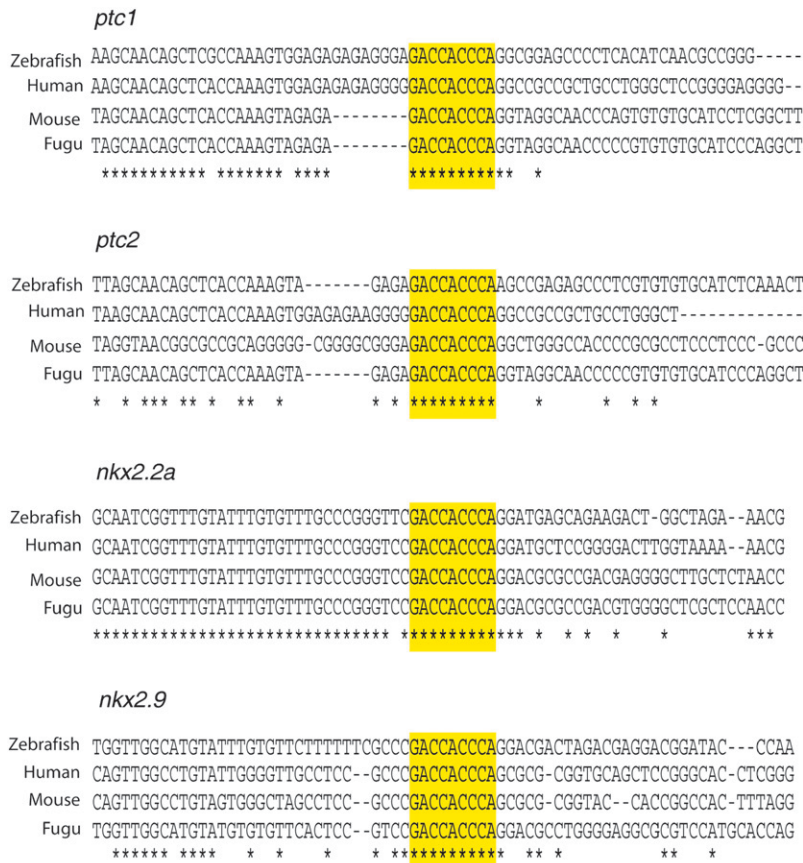 ptc1
Zebrafish AAGCAACAGCTCGCCAAAGTGGAGAGAGAGGGAGACCACCCAGGCGGAGCCCCTCACATCAACGCCGGG-----
Human AAGCAACAGCTCACCAAAGTGGAGAGAGAGGGGGACCACCCAGGCCGCCGCTGCCTGGGCTCCGGGGAGGGG--
Mouse TAGCAACAGCTCACCAAAGTAGAGA--------GACCACCCAGGTAGGCAACCCAGTGTGTGCATCCTCGGCTT
Fugu TAGCAACAGCTCACCAAAGTAGAGA--------GACCACCCAGGTAGGCAACCCCCGTGTGTGCATCCCAGGCT
*********** ******* **** *********** *
ptc2
Zebrafish TTAGCAACAGCTCACCAAAGTA-------GAGAGACCACCCAAGCCGAGAGCCCTCGTGTGTGCATCTCAAACT
Human TAAGCAACAGCTCACCAAAGTGGAGAGAAGGGGGACCACCCAGGCCGCCGCTGCCTGGGCT-------------
Mouse TAGGTAACGGCGCCGCAGGGGG-CGGGGCGGGAGACCACCCAGGCTGGGCCACCCCGCGCCTCCCTCCC-GCCC
Fugu TTAGCAACAGCTCACCAAAGTA-------GAGAGACCACCCAGGTAGGCAACCCCCGTGTGTGCATCCCAGGCT
* * *** ** * ** * * * ********* * * * *
nkx2.2a
Zebrafish GCAATCGGTTTGTATTTGTGTTTGCCCGGGTTCGACCACCCAGGATGAGCAGAAGACT-GGCTAGA--AACG
Human GCAATCGGTTTGTATTTGTGTTTGCCCGGGTCCGACCACCCAGGATGCTCCGGGGACTTGGTAAAA--AACG
Mouse GCAATCGGTTTGTATTTGTGTTTGCCCGGGTCCGACCACCCAGGACGCGCCGACGAGGGGCTTGCTCTAACC
Fugu GCAATCGGTTTGTATTTGTGTTTGCCCGGGTCCGACCACCCAGGACGCGCCGACGTGGGGCTCGCTCCAACC
******************************* ************* * * * * * ***
nkx2.9
Zebrafish TGGTTGGCATGTATTTGTGTTCTTTTTTCGCCCGACCACCCAGGACGACTAGACGAGGACGGATAC---CCAA
Human CAGTTGGCCTGTATTGGGGTTGCCTCC--GCCCGACCACCCAGCGCG-CGGTGCAGCTCCGGGCAC-CTCGGG
Mouse CAGTTGGCCTGTAGTGGGCTAGCCTCC--GCCCGACCACCCAGCGCG-CGGTAC--CACCGGCCAC-TTTAGG
Fugu TGGTTGGCATGTATGTGTGTTCACTCC--GTCCGACCACCCAGGACGCCTGGGGAGGCGCGTCCATGCACCAG
****** **** * * * * ************ ** * ** *